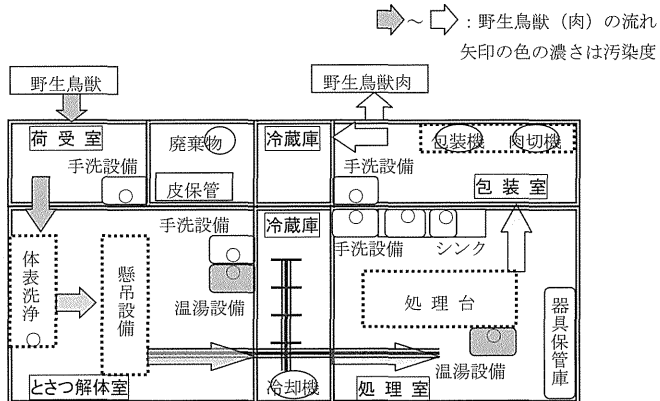 ～ ：野生鳥獣（肉）の流れ
矢印の色の濃さは汚染度
野生鳥獣
野生鳥獣肉
荷受室
廃棄物
冷蔵庫
包装機
肉切機
手洗設備
皮保管
手洗設備
包装室
手洗設備
冷蔵庫
手洗設備
シンク
体表洗浄
懸吊設備
温湯設備
処理台
器具保管庫
温湯設備
とさつ解体室
冷却機
処理室